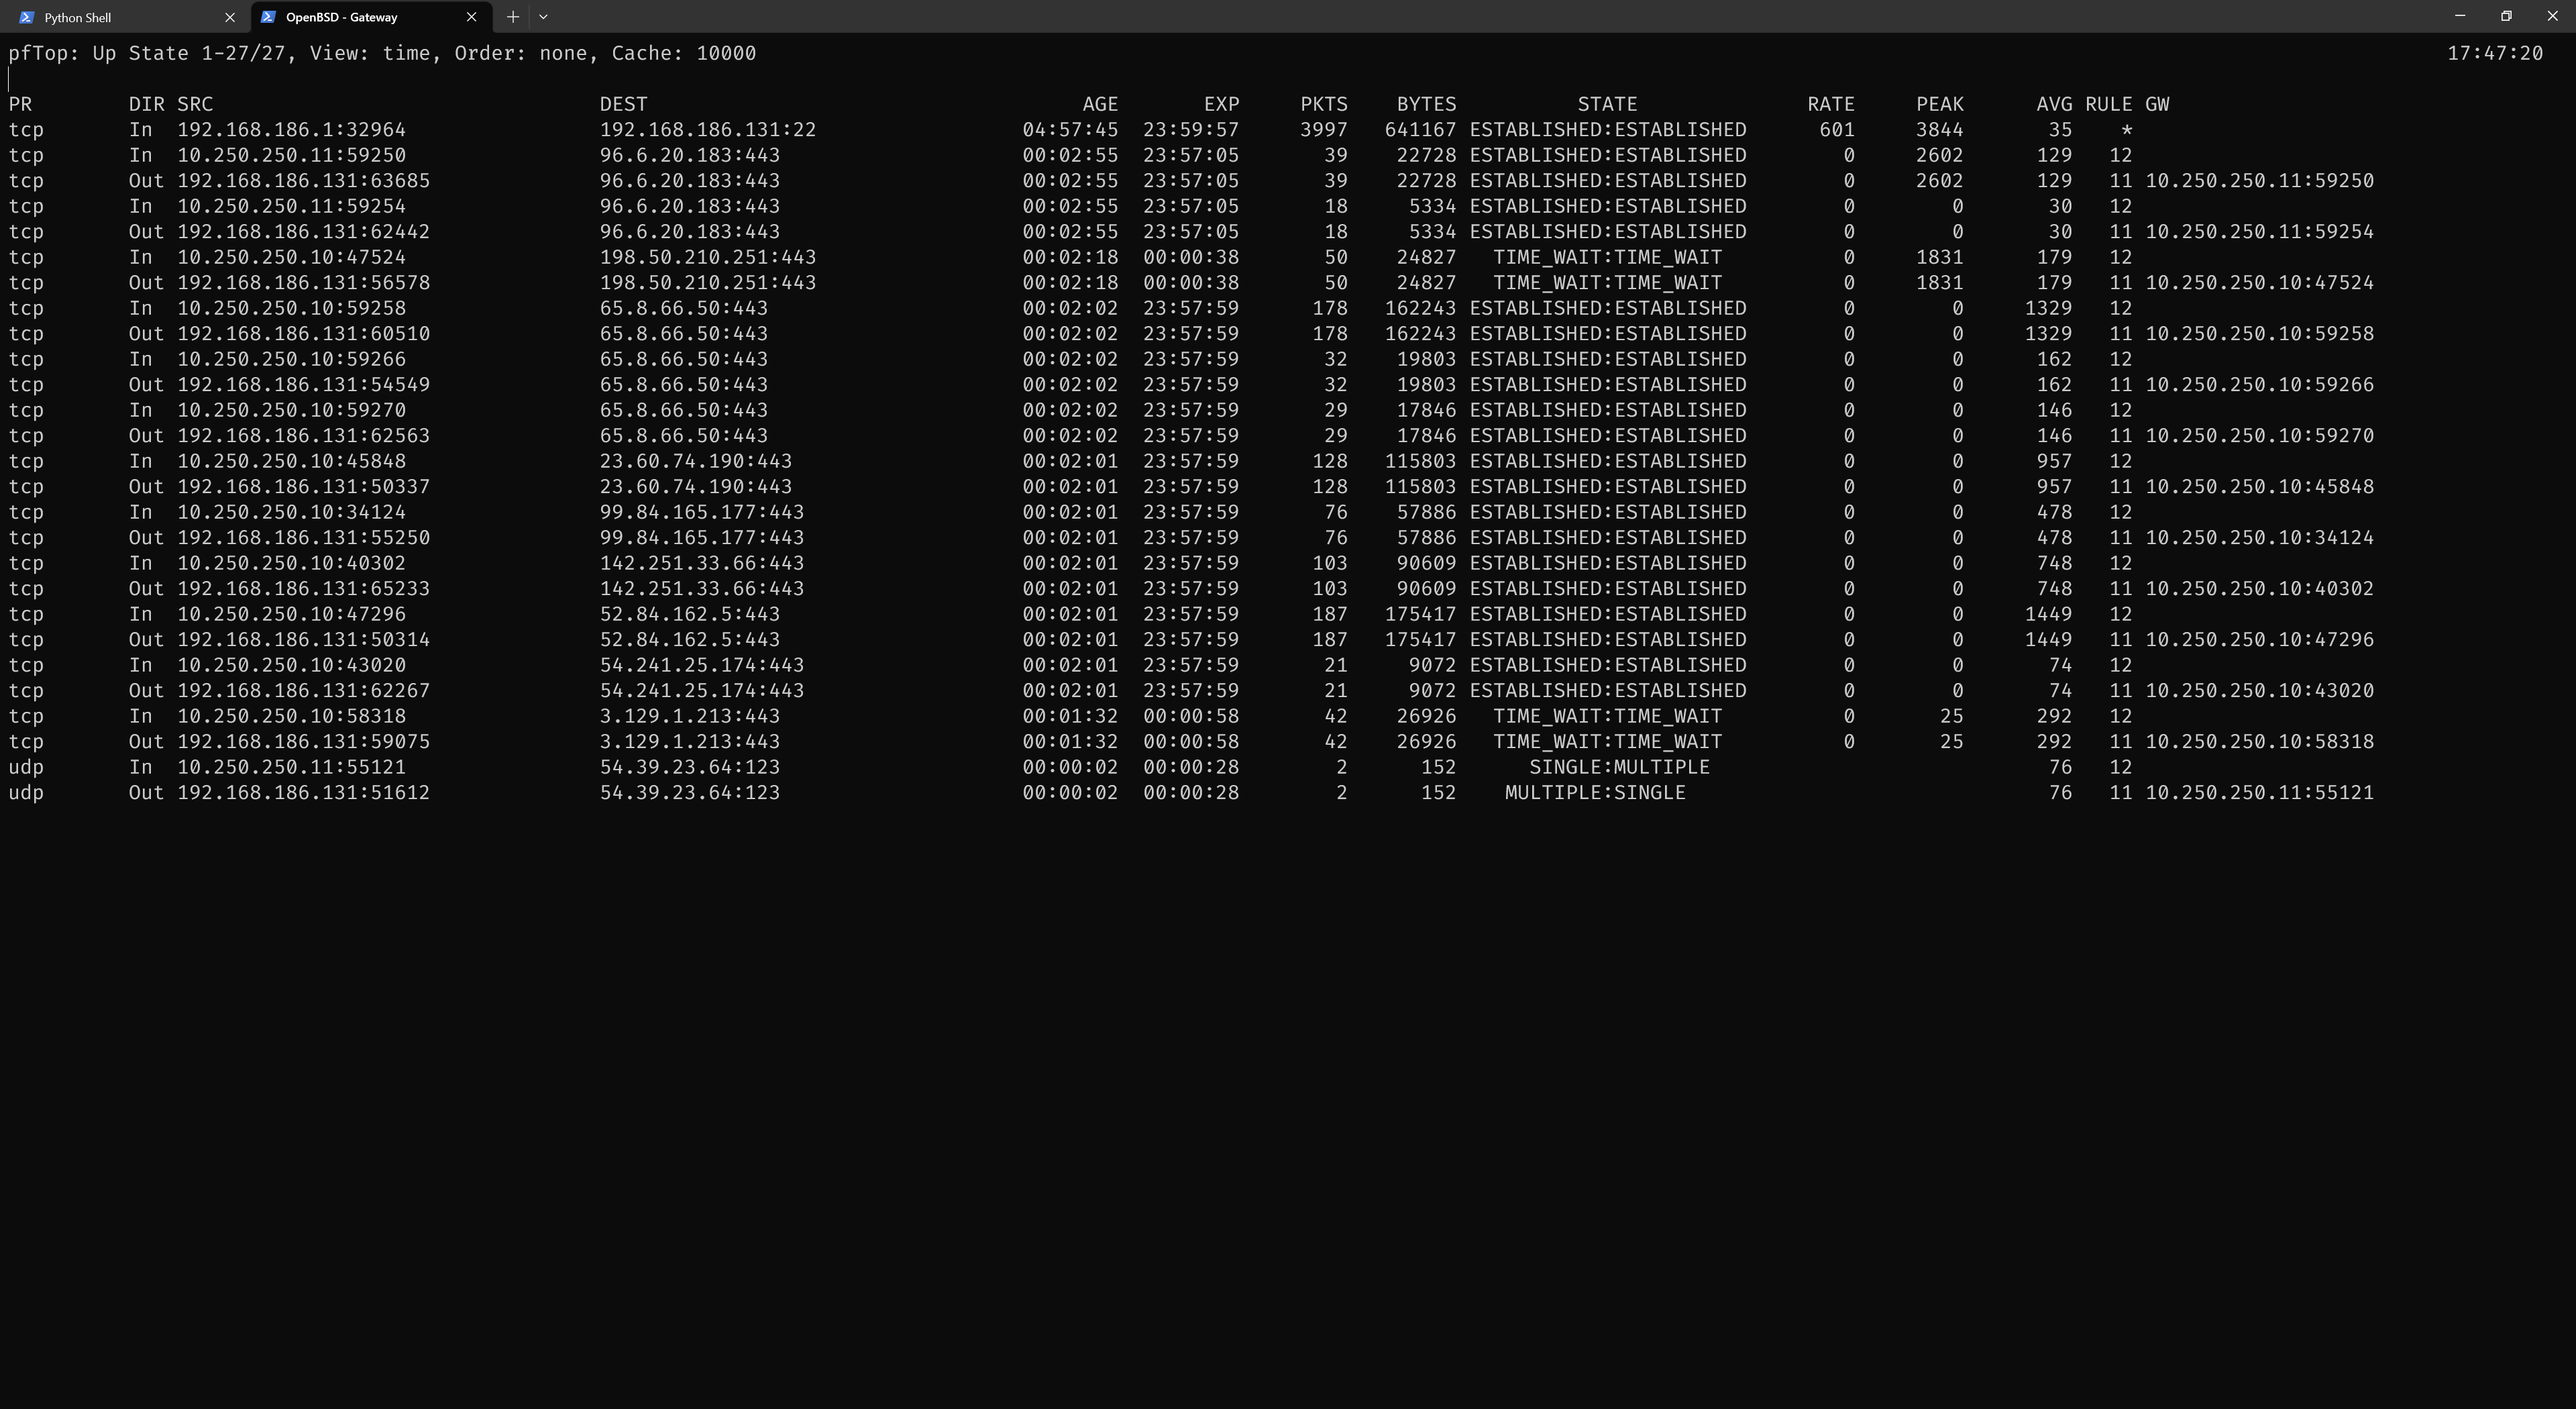 Python Shell
OpenBSD - Gateway
pfTop: Up State 1-27/27, View: time, Order: none, Cache: 10000 17:47:20
PR DIR SRC DEST AGE EXP PKTS BYTES STATE RATE PEAK AVG RULE GW
tcp In 192.168.186.1:32964 192.168.186.131:22 04:57:45 23:59:57 3997 641167 ESTABLISHED:ESTABLISHED 601 3844 35 *
tcp In 10.250.250.11:59250 96.6.20.183:443 00:02:55 23:57:05 39 22728 ESTABLISHED:ESTABLISHED 0 2602 129 12
tcp Out 192.168.186.131:63685 96.6.20.183:443 00:02:55 23:57:05 39 22728 ESTABLISHED:ESTABLISHED 0 2602 129 11 10.250.250.11:59250
tcp In 10.250.250.11:59254 96.6.20.183:443 00:02:55 23:57:05 18 5334 ESTABLISHED:ESTABLISHED 0 0 30 12
tcp Out 192.168.186.131:62442 96.6.20.183:443 00:02:55 23:57:05 18 5334 ESTABLISHED:ESTABLISHED 0 0 30 11 10.250.250.11:59254
tcp In 10.250.250.10:47524 198.50.210.251:443 00:02:18 00:00:38 50 24827 TIME_WAIT:TIME_WAIT 0 1831 179 12
tcp Out 192.168.186.131:56578 198.50.210.251:443 00:02:18 00:00:38 50 24827 TIME_WAIT:TIME_WAIT 0 1831 179 11 10.250.250.10:47524
tcp In 10.250.250.10:59258 65.8.66.50:443 00:02:02 23:57:59 178 162243 ESTABLISHED:ESTABLISHED 0 0 1329 12
tcp Out 192.168.186.131:60510 65.8.66.50:443 00:02:02 23:57:59 178 162243 ESTABLISHED:ESTABLISHED 0 0 1329 11 10.250.250.10:59258
tcp In 10.250.250.10:59266 65.8.66.50:443 00:02:02 23:57:59 32 19803 ESTABLISHED:ESTABLISHED 0 0 162 12
tcp Out 192.168.186.131:54549 65.8.66.50:443 00:02:02 23:57:59 32 19803 ESTABLISHED:ESTABLISHED 0 0 162 11 10.250.250.10:59266
tcp In 10.250.250.10:59270 65.8.66.50:443 00:02:02 23:57:59 29 17846 ESTABLISHED:ESTABLISHED 0 0 146 12
tcp Out 192.168.186.131:62563 65.8.66.50:443 00:02:02 23:57:59 29 17846 ESTABLISHED:ESTABLISHED 0 0 146 11 10.250.250.10:59270
tcp In 10.250.250.10:45848 23.60.74.190:443 00:02:01 23:57:59 128 115803 ESTABLISHED:ESTABLISHED 0 0 957 12
tcp Out 192.168.186.131:50337 23.60.74.190:443 00:02:01 23:57:59 128 115803 ESTABLISHED:ESTABLISHED 0 0 957 11 10.250.250.10:45848
tcp In 10.250.250.10:34124 99.84.165.177:443 00:02:01 23:57:59 76 57886 ESTABLISHED:ESTABLISHED 0 0 478 12
tcp Out 192.168.186.131:55250 99.84.165.177:443 00:02:01 23:57:59 76 57886 ESTABLISHED:ESTABLISHED 0 0 478 11 10.250.250.10:34124
tcp In 10.250.250.10:40302 142.251.33.66:443 00:02:01 23:57:59 103 90609 ESTABLISHED:ESTABLISHED 0 0 748 12
tcp Out 192.168.186.131:65233 142.251.33.66:443 00:02:01 23:57:59 103 90609 ESTABLISHED:ESTABLISHED 0 0 748 11 10.250.250.10:40302
tcp In 10.250.250.10:47296 52.84.162.5:443 00:02:01 23:57:59 187 175417 ESTABLISHED:ESTABLISHED 0 0 1449 12
tcp Out 192.168.186.131:50314 52.84.162.5:443 00:02:01 23:57:59 187 175417 ESTABLISHED:ESTABLISHED 0 0 1449 11 10.250.250.10:47296
tcp In 10.250.250.10:43020 54.241.25.174:443 00:02:01 23:57:59 21 9072 ESTABLISHED:ESTABLISHED 0 0 74 12
tcp Out 192.168.186.131:62267 54.241.25.174:443 00:02:01 23:57:59 21 9072 ESTABLISHED:ESTABLISHED 0 0 74 11 10.250.250.10:43020
tcp In 10.250.250.10:58318 3.129.1.213:443 00:01:32 00:00:58 42 26926 TIME_WAIT:TIME_WAIT 0 25 292 12
tcp Out 192.168.186.131:59075 3.129.1.213:443 00:01:32 00:00:58 42 26926 TIME_WAIT:TIME_WAIT 0 25 292 11 10.250.250.10:58318
udp In 10.250.250.11:55121 54.39.23.64:123 00:00:02 00:00:28 2 152 SINGLE:MULTIPLE 76 12
udp Out 192.168.186.131:51612 54.39.23.64:123 00:00:02 00:00:28 2 152 MULTIPLE:SINGLE 76 11 10.250.250.11:55121